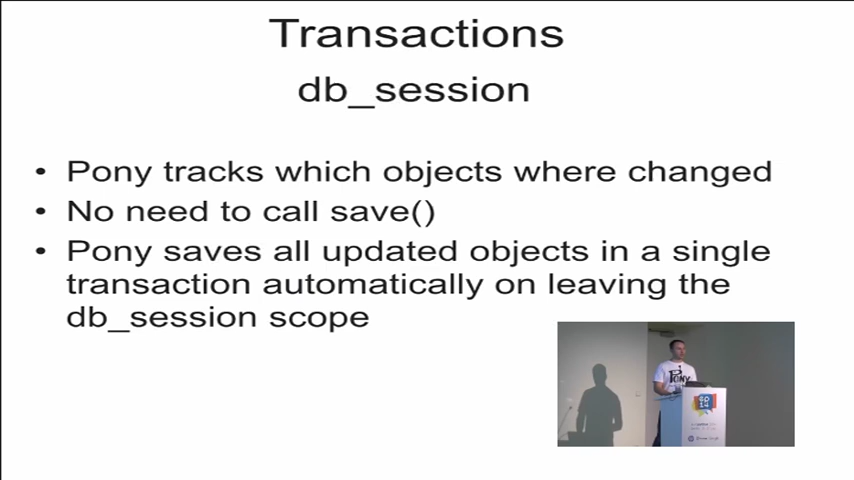 Transactions
db_session
• Pony tracks which objects where changed
• No need to call save()
• Pony saves all updated objects in a single
transaction automatically on leaving the
db_session scope
PONY